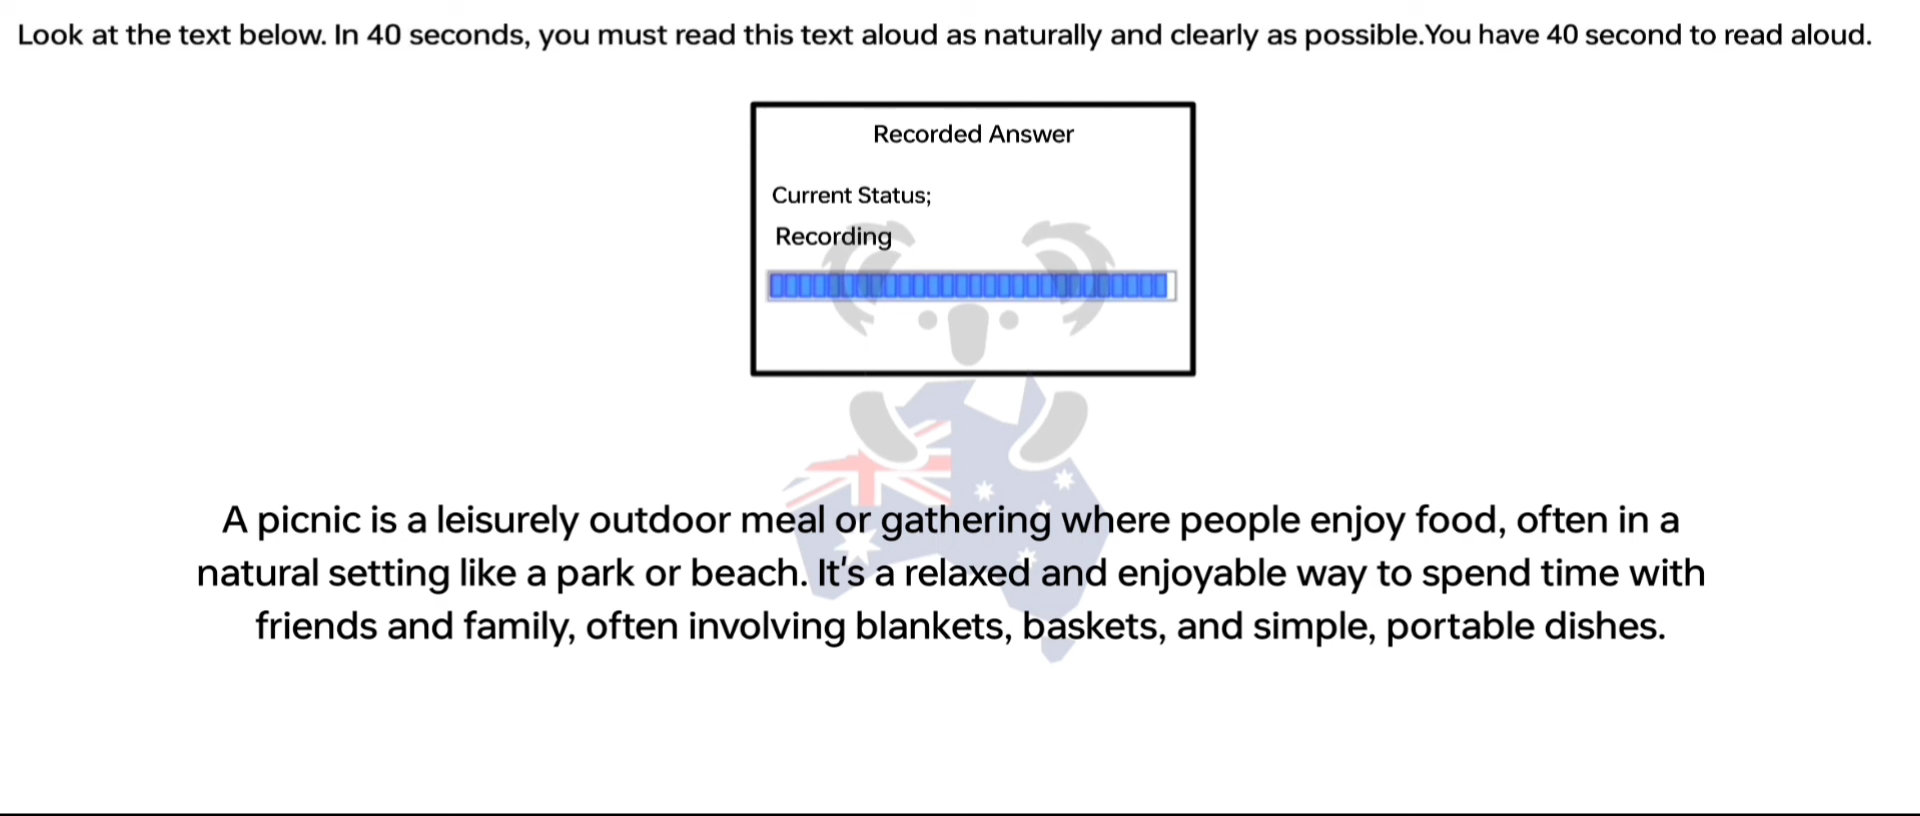 Look at the text below. In 40 seconds, you must read this text aloud as naturally and clearly as possible.You have 40 second to read aloud.
Recorded Answer
Current Status;
Recording
A picnic is a leisurely outdoor meal or gathering where people enjoy food, often in a
natural setting like a park or beach. It's a relaxed and enjoyable way to spend time with
friends and family, often involving blankets, baskets, and simple, portable dishes.